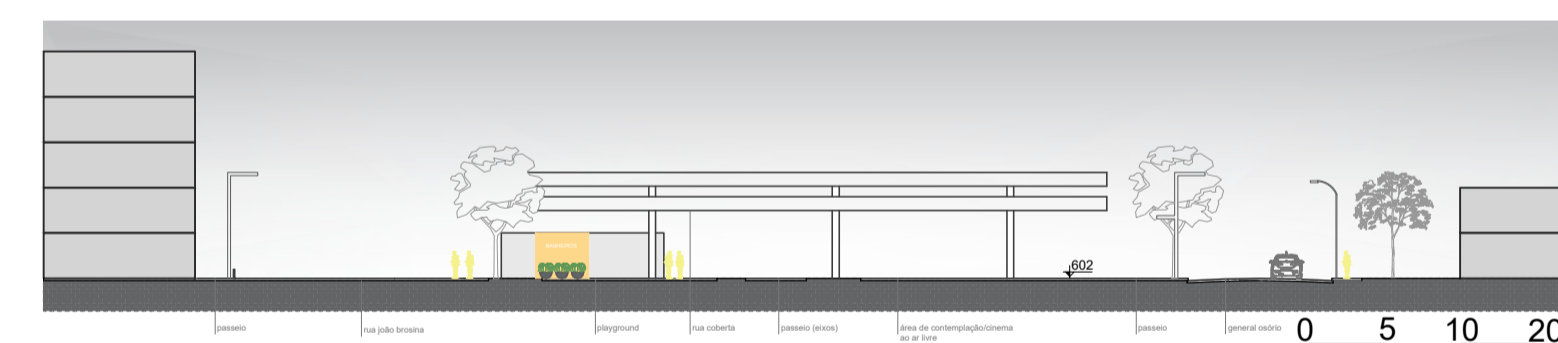 602
passeio
rua joão brosina
playground
rua coberta
passeio (eixos)
área de contemplação/cinema
ao ar livre
passeio
general osório
0 5 10 20